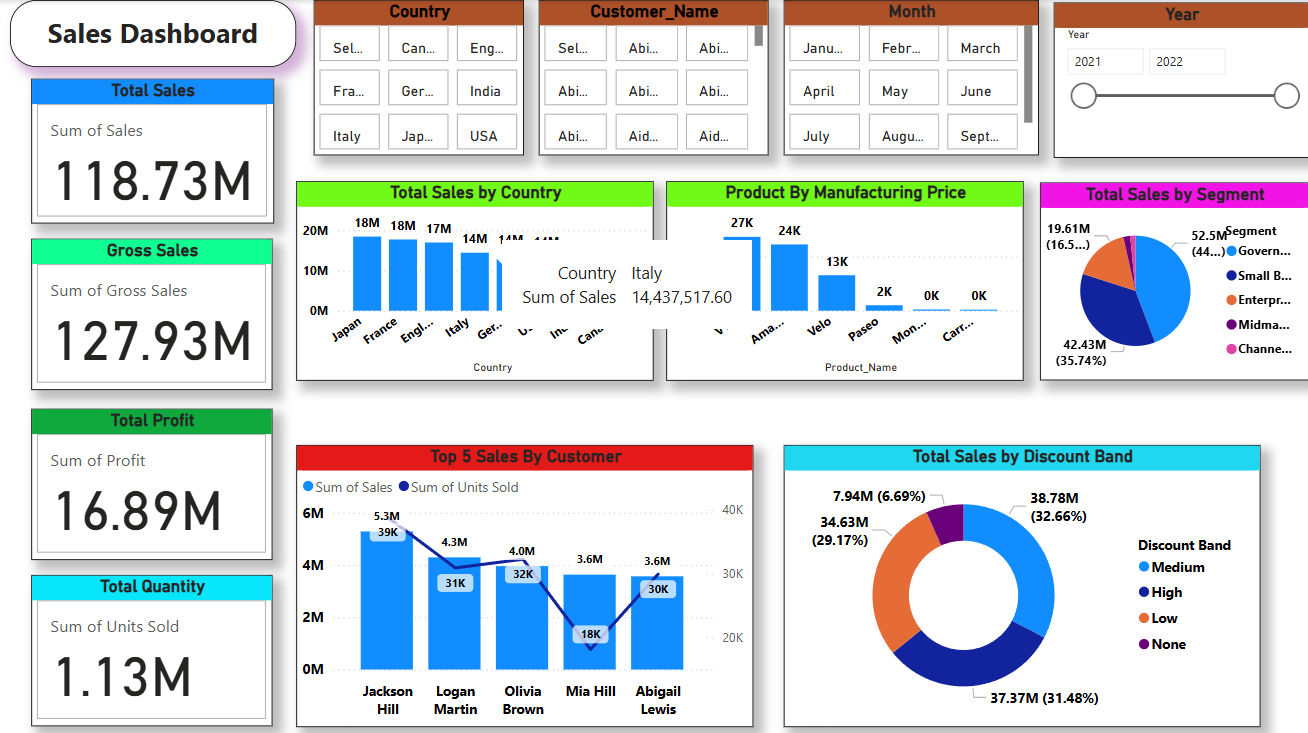 Sales Dashboard
Country
Sel...
Can...
Eng...
Fra...
Ger...
India
Italy
Jap...
USA
Customer_Name
Sel...
Abi...
Abi...
Abi...
Abi...
Abi...
Abi...
Aid...
Aid...
Month
Janu...
Febr...
March
April
May
June
July
Augu...
Sept...
Year
Year
2021
2022
Total Sales
Sum of Sales
118.73M
Gross Sales
Sum of Gross Sales
127.93M
Total Profit
Sum of Profit
16.89M
Total Quantity
Sum of Units Sold
1.13M
Total Sales by Country
20M
10M
0M
18M
18M
17M
14M
Japan
France
Engl...
Italy
Ger...
Country
Country Italy
Sum of Sales 14,437,517.60
Product By Manufacturing Price
27K
24K
13K
2K
0K
0K
Ama...
Velo
Paseo
Mon...
Carr...
Product_Name
Total Sales by Segment
19.61M
(16.5...)
52.5M
(44...)
42.43M
(35.74%)
Segment
Govern...
Small B...
Enterpr...
Midma...
Channe...
Top 5 Sales By Customer
Sum of Sales
Sum of Units Sold
6M
4M
2M
0M
40K
30K
20K
5.3M
39K
4.3M
31K
4.0M
32K
3.6M
18K
3.6M
30K
Jackson
Hill
Logan
Martin
Olivia
Brown
Mia Hill
Abigail
Lewis
Total Sales by Discount Band
7.94M (6.69%)
34.63M
(29.17%)
38.78M
(32.66%)
37.37M (31.48%)
Discount Band
Medium
High
Low
None